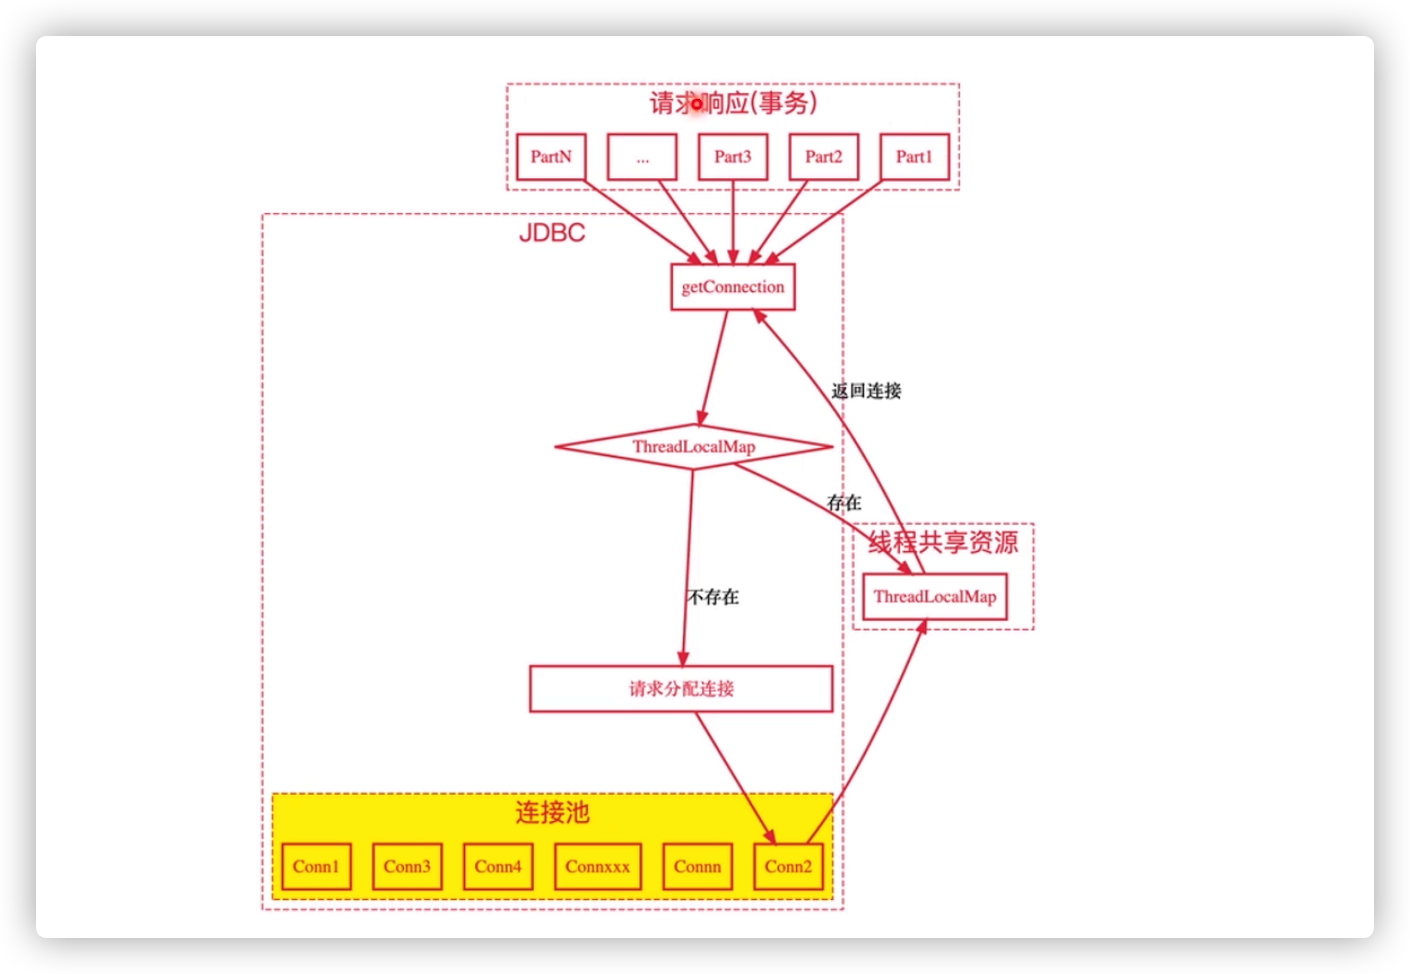 请求响应(事务)
PartN
...
Part3
Part2
Part1
JDBC
getConnection
返回连接
ThreadLocalMap
存在
线程共享资源
ThreadLocalMap
不存在
请求分配连接
连接池
Conn1
Conn3
Conn4
Connxxx
Connn
Conn2